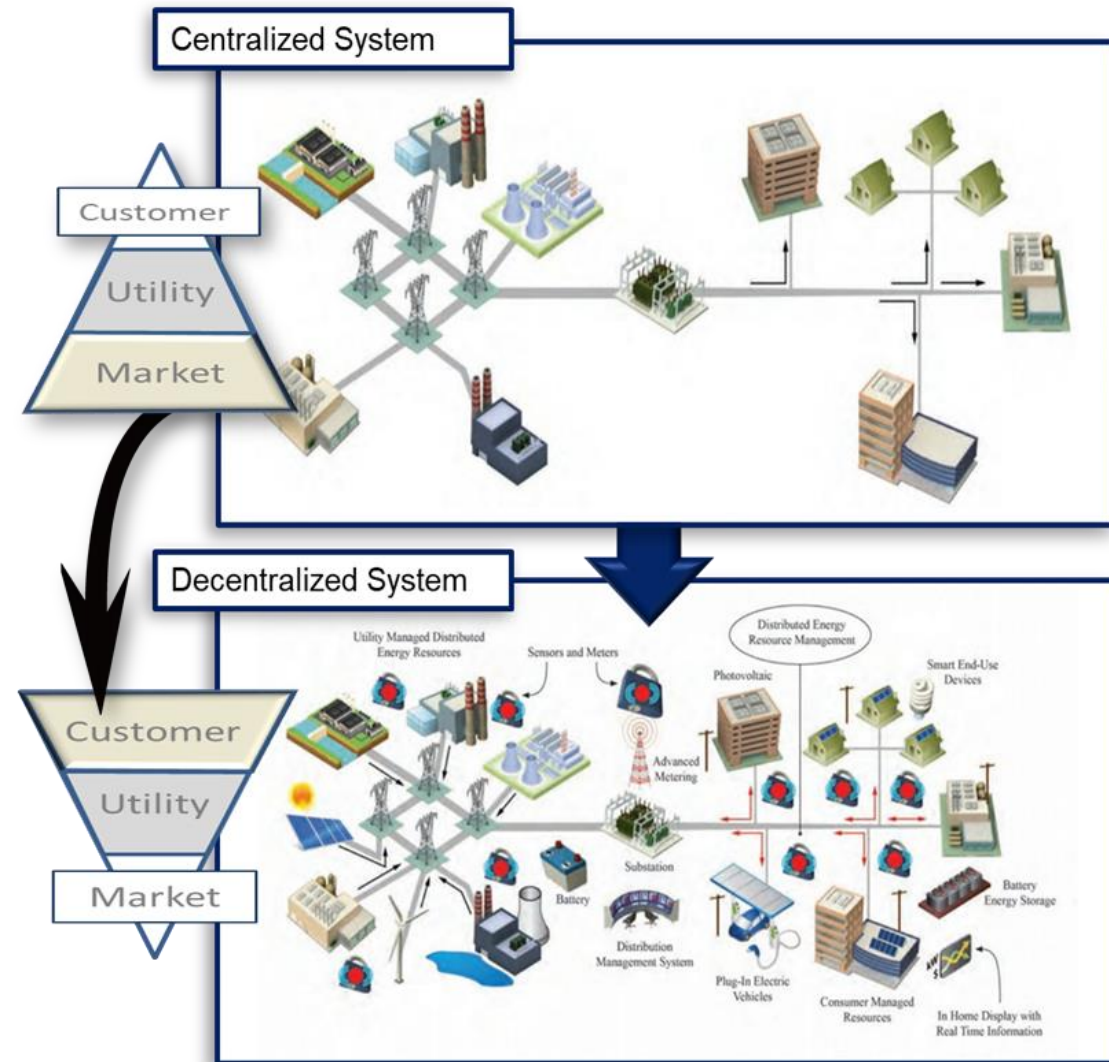 Centralized System
Customer
Utility
Market
Decentralized System
Customer
Utility
Market
Utility Managed Distributed
Energy Resources
Sensors and Meters
Distributed Energy
Resource Management
Photovoltaic
Smart End-Use
Devices
Advanced
Metering
Substation
Battery
Distribution
Management System
Plug-In Electric
Vehicles
Consumer Managed
Resources
Battery
Energy Storage
kW
$
In Home Display with
Real Time Information